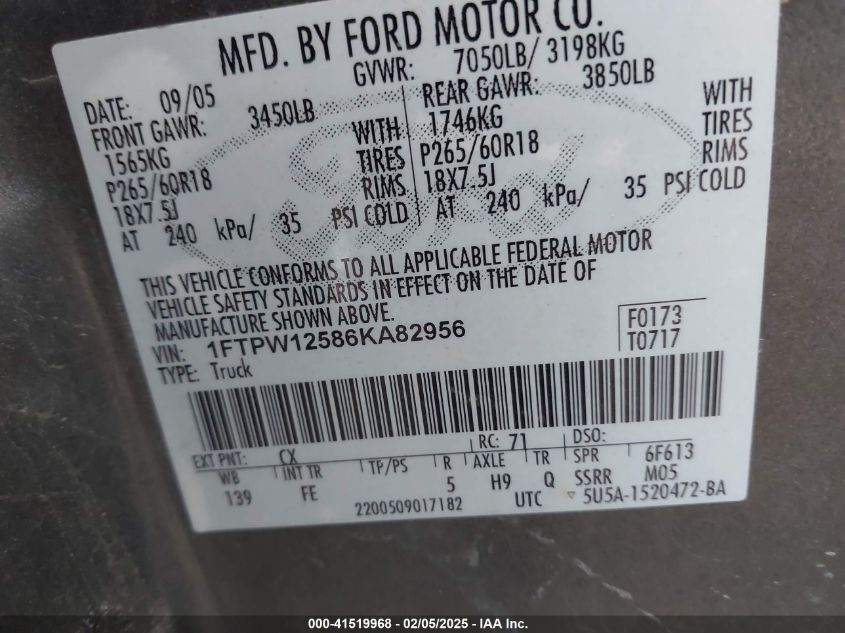 MFD. BY FORD MOTOR CO.
DATE: 09/05 GVWR: 7050LB/ 3198KG
FRONT GAWR: 3450LB REAR GAWR: 3850LB
1565KG WITH 1746KG WITH
P265/60R18 TIRES P265/60R18 TIRES
18X7.5J RIMS 18X7.5J RIMS
AT 240 kPa/ 35 PSI COLD AT 240 kPa/ 35 PSI COLD
Ford
THIS VEHICLE CONFORMS TO ALL APPLICABLE FEDERAL MOTOR
VEHICLE SAFETY STANDARDS IN EFFECT ON THE DATE OF
MANUFACTURE SHOWN ABOVE.
VIN: 1FTPW12586KA82956 F0173
TYPE: Truck T0717
EXT PNT: CX RC: 71 DSO:
WB INT TR TP/PS R AXLE TR SPR 6F613
139 FE 5 H9 Q SSRR M05
2200509017182 UTC ▽ 5U5A-1520472-BA
000-41519968 - 02/05/2025 - IAA Inc.